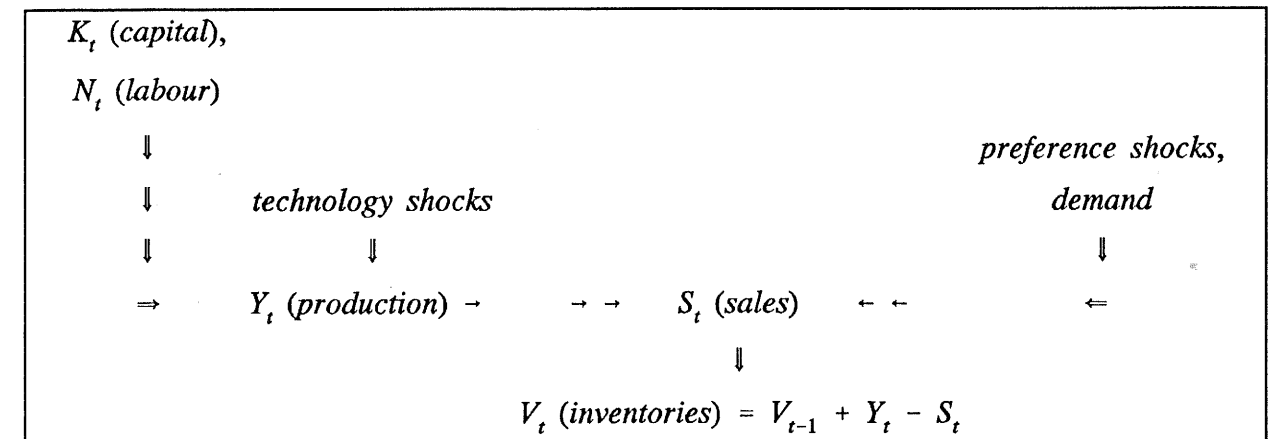 K_t (capital),
N_t (labour)
⇓ preference shocks,
⇓ technology shocks demand
⇓ ⇓ ⇓
⇒ Y_t (production) → → → S_t (sales) ← ← ⇐
⇓
V_t (inventories) = V_{t-1} + Y_t - S_t